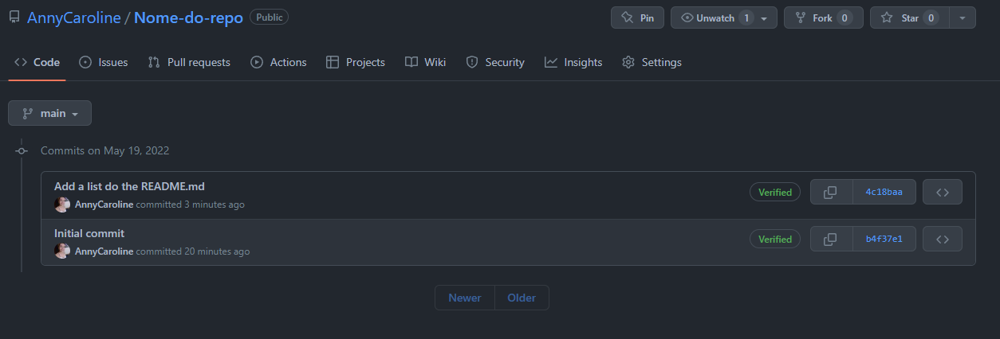 AnnyCaroline / Nome-do-repo Public Pin Unwatch 1 Fork 0 Star 0
Code Issues Pull requests Actions Projects Wiki Security Insights Settings
main
Commits on May 19, 2022
Add a list do the README.md
AnnyCaroline committed 3 minutes ago Verified 4c18baa
Initial commit
AnnyCaroline committed 20 minutes ago Verified b4f37e1
Newer Older